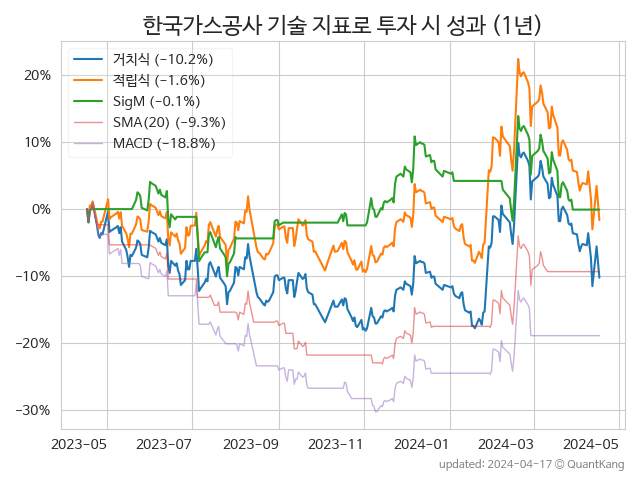 한국가스공사 기술 지표로 투자 시 성과 (1년)
거치식 (−10.2%)
적립식 (−1.6%)
SigM (−0.1%)
SMA(20) (−9.3%)
MACD (−18.8%)
20%
10%
0%
−10%
−20%
−30%
2023-05 2023-07 2023-09 2023-11 2024-01 2024-03 2024-05
updated: 2024-04-17 © QuantKang